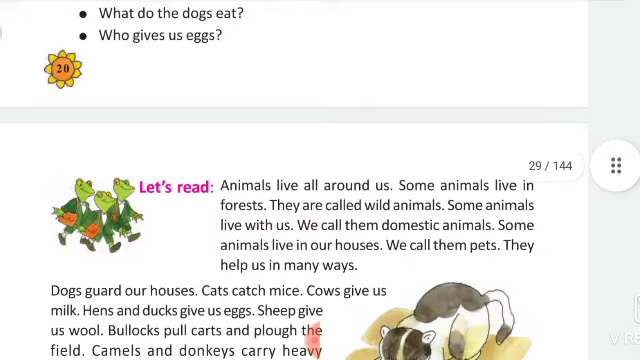 • What do the dogs eat?
• Who gives us eggs?
20
29 / 144
Let's read: Animals live all around us. Some animals live in
forests. They are called wild animals. Some animals
live with us. We call them domestic animals. Some
animals live in our houses. We call them pets. They
help us in many ways.
Dogs guard our houses. Cats catch mice. Cows give us
milk. Hens and ducks give us eggs. Sheep give
us wool. Bullocks pull carts and plough the
field. Camels and donkeys carry heavy